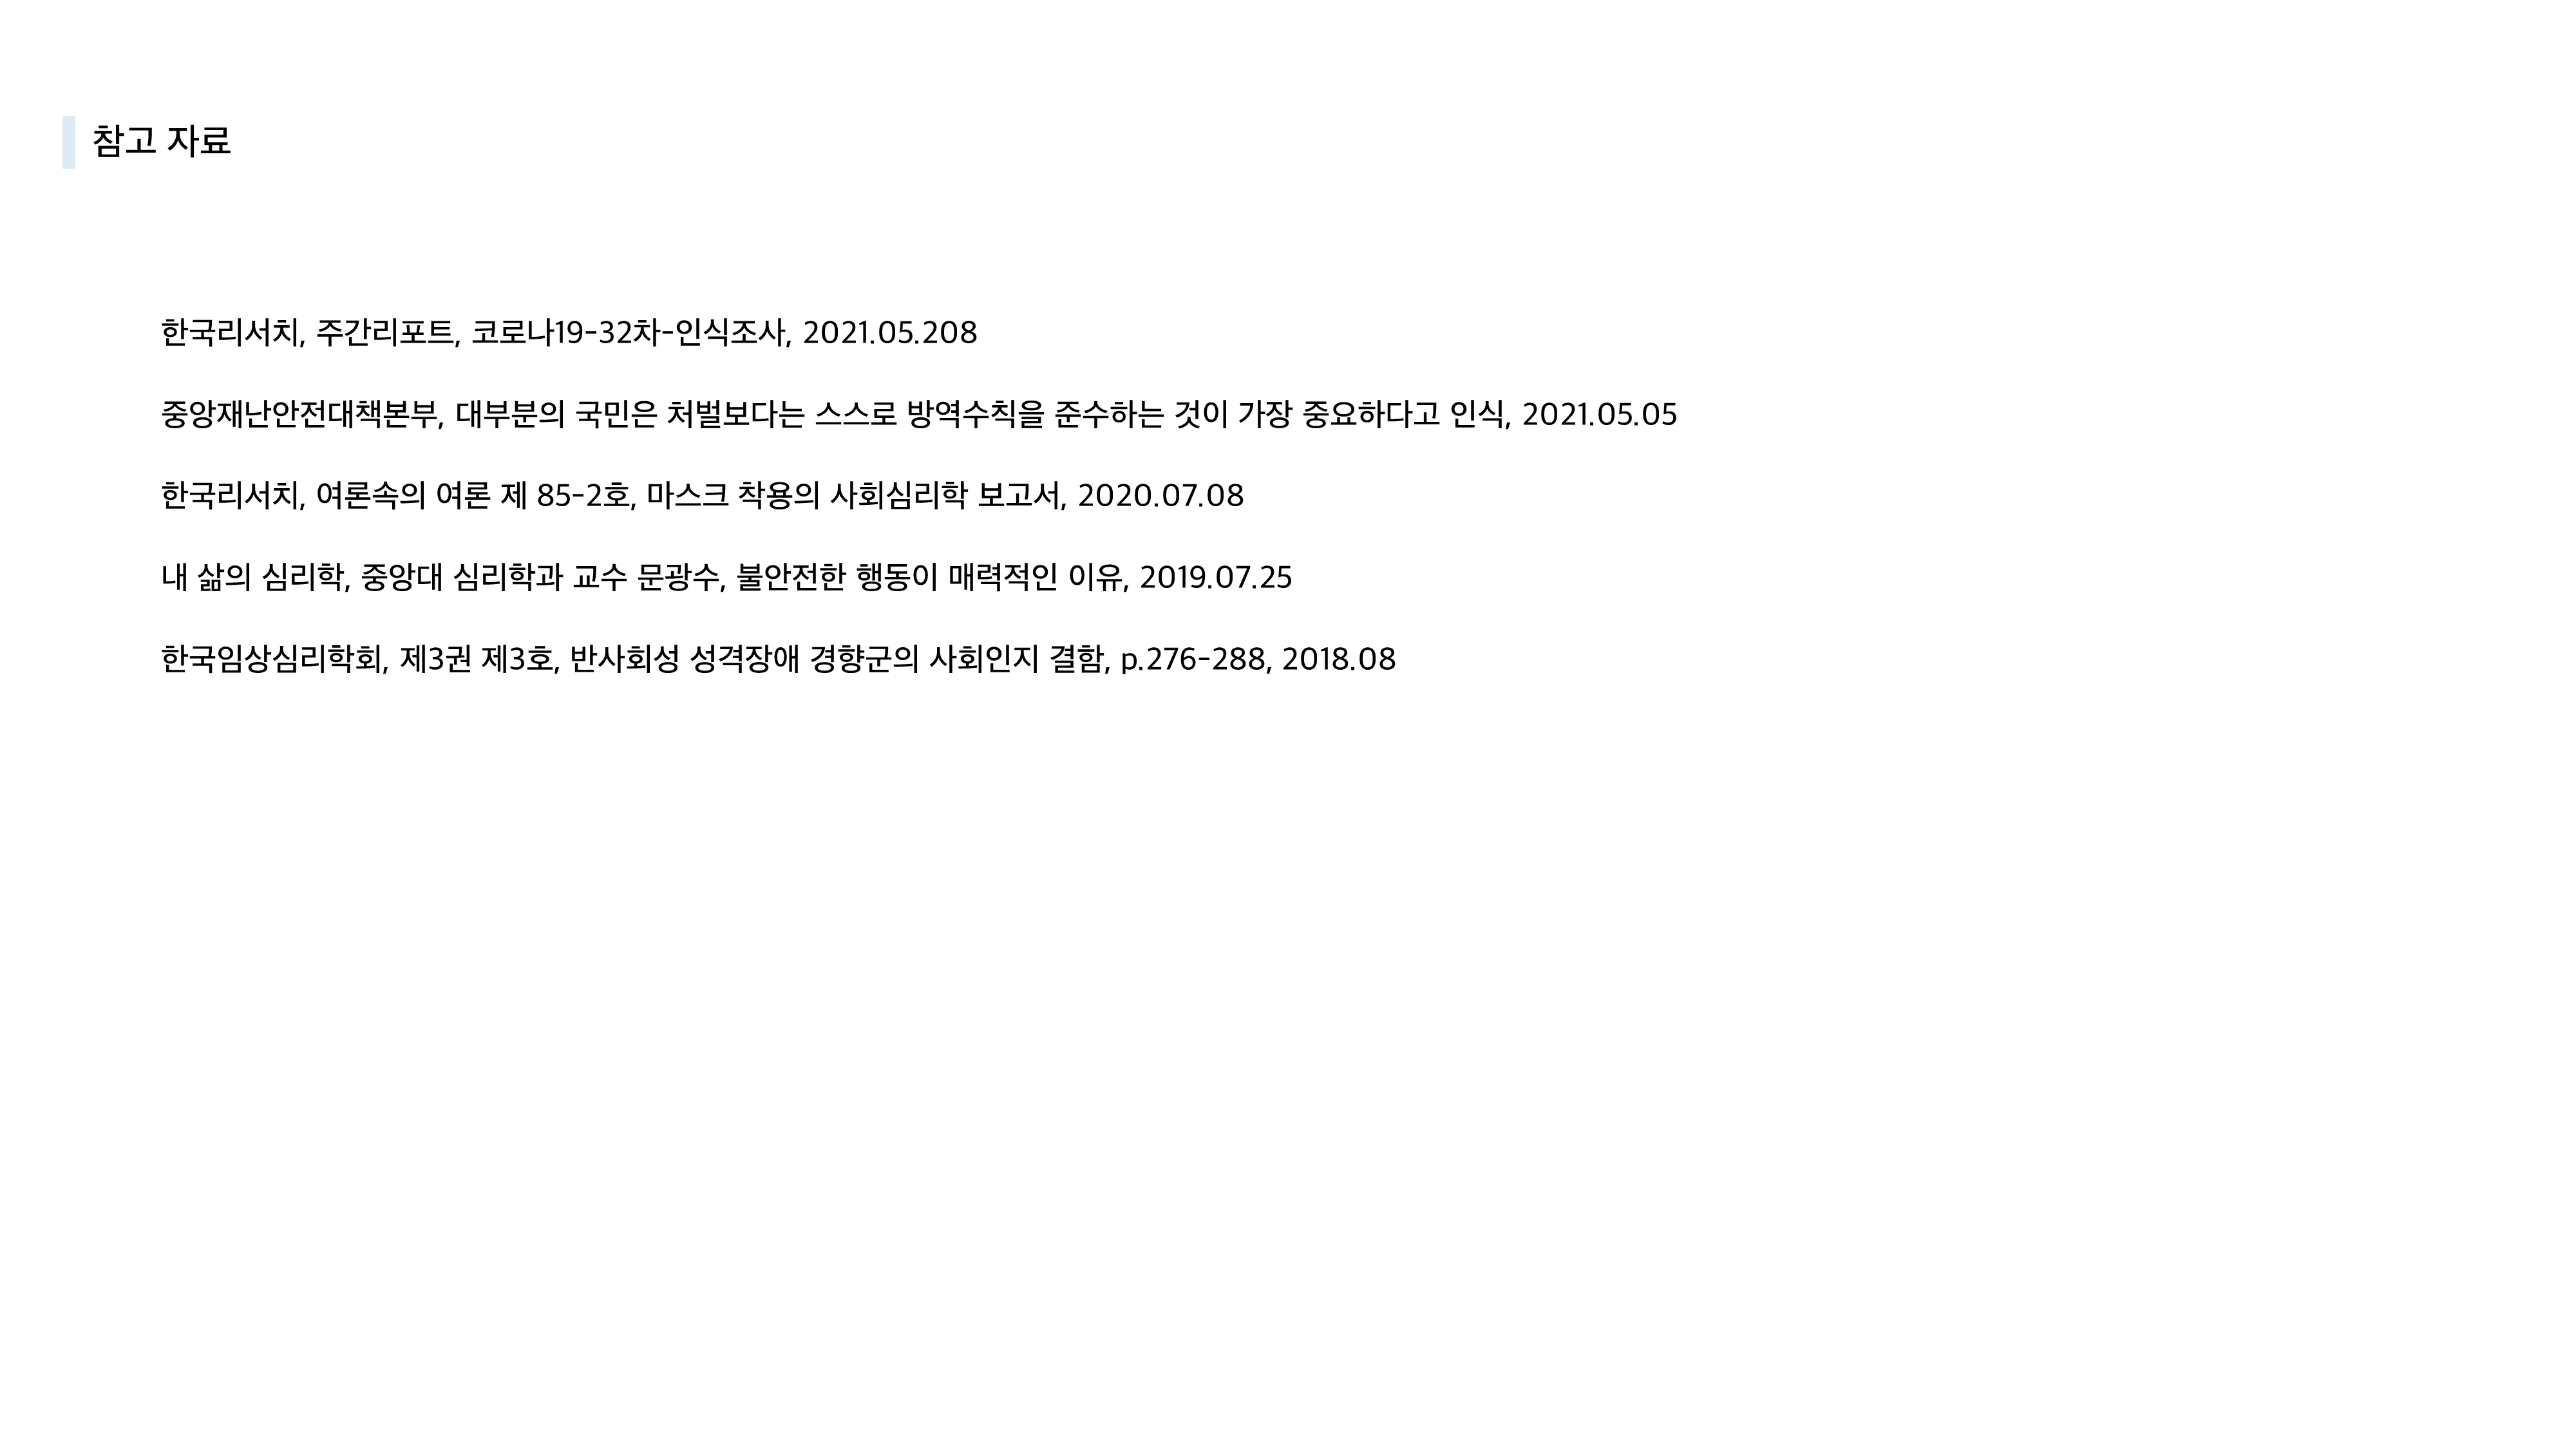 참고 자료
한국리서치, 주간리포트, 코로나19-32차-인식조사, 2021.05.208
중앙재난안전대책본부, 대부분의 국민은 처벌보다는 스스로 방역수칙을 준수하는 것이 가장 중요하다고 인식, 2021.05.05
한국리서치, 여론속의 여론 제 85-2호, 마스크 착용의 사회심리학 보고서, 2020.07.08
내 삶의 심리학, 중앙대 심리학과 교수 문광수, 불안전한 행동이 매력적인 이유, 2019.07.25
한국임상심리학회, 제3권 제3호, 반사회성 성격장애 경향군의 사회인지 결함, p.276-288, 2018.08